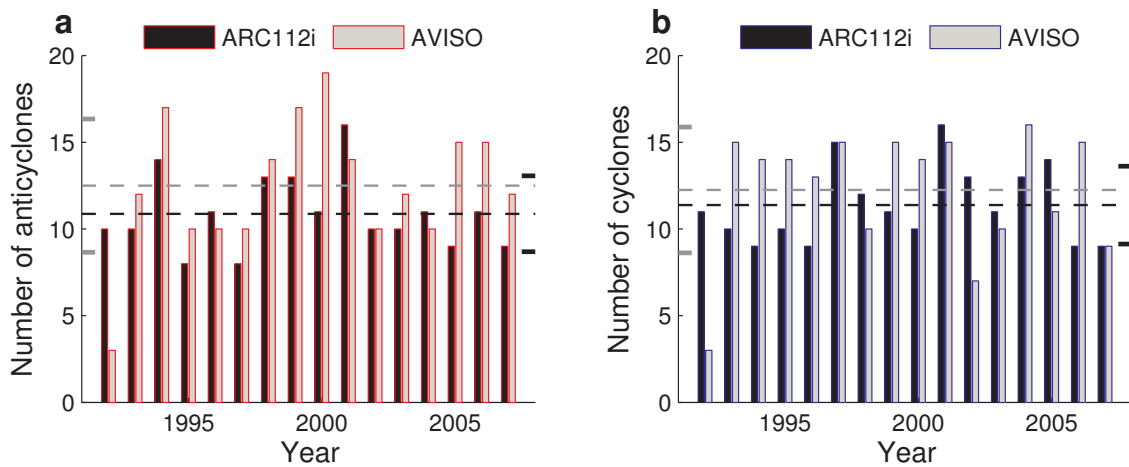 a
ARC112i
AVISO
20
15
10
5
0
Number of anticyclones
1995
2000
2005
Year
b
ARC112i
AVISO
20
15
10
5
0
Number of cyclones
1995
2000
2005
Year